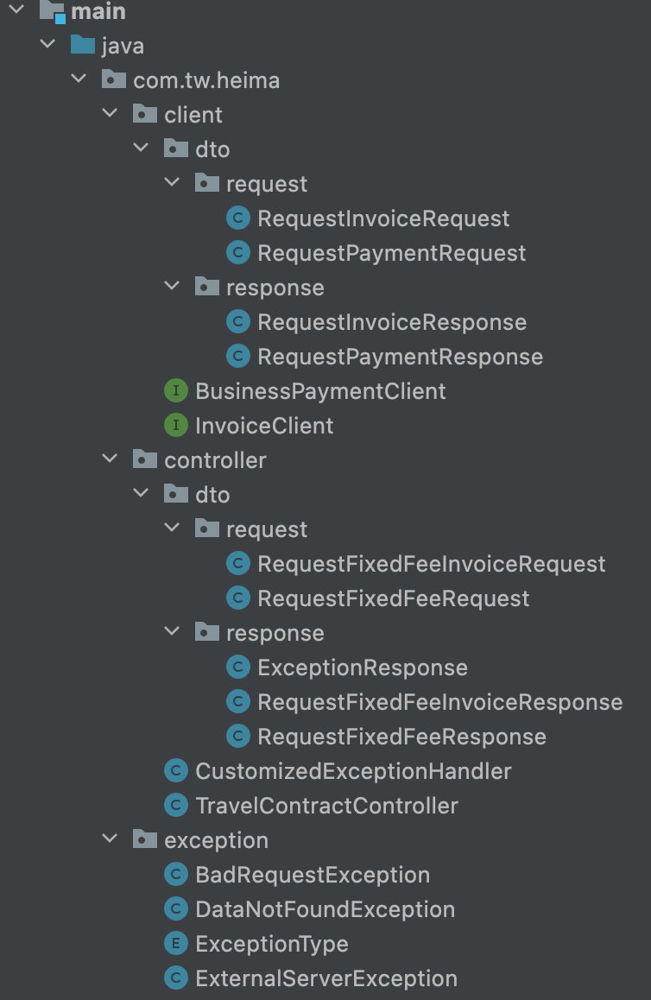 main
java
com.tw.heima
client
dto
request
C RequestInvoiceRequest
C RequestPaymentRequest
response
C RequestInvoiceResponse
C RequestPaymentResponse
I BusinessPaymentClient
I InvoiceClient
controller
dto
request
C RequestFixedFeeInvoiceRequest
C RequestFixedFeeRequest
response
C ExceptionResponse
C RequestFixedFeeInvoiceResponse
C RequestFixedFeeResponse
C CustomizedExceptionHandler
C TravelContractController
exception
C BadRequestException
C DataNotFoundException
E ExceptionType
C ExternalServerException